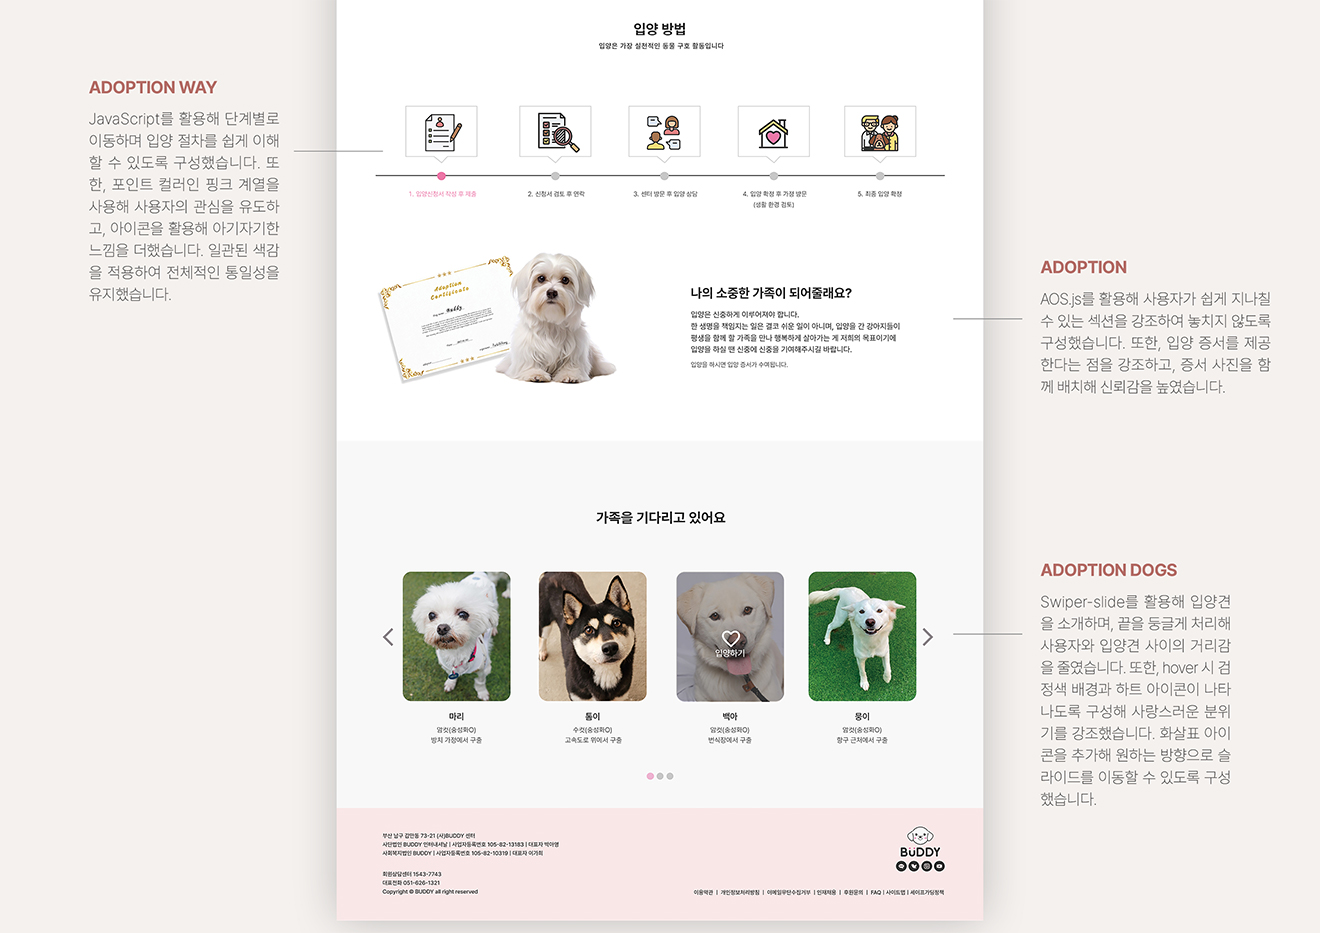 입양 방법
입양은 가장 실천적인 동물 구호 활동입니다
ADOPTION WAY
JavaScript를 활용해 단계별로
이동하며 입양 절차를 쉽게 이해
할 수 있도록 구성했습니다. 또
한, 포인트 컬러인 핑크 계열을
사용해 사용자의 관심을 유도하
고, 아이콘을 활용해 아기자기한
느낌을 더했습니다. 일관된 색감
을 적용하여 전체적인 통일성을
유지했습니다.
1. 입양신청서 작성 후 제출
2. 신청서 검토 후 연락
3. 센터 방문 후 입양 상담
4. 입양 확정 후 가정 방문
(생활 환경 검토)
5. 최종 입양 확정
Adoption
Certificate
Buddy
나의 소중한 가족이 되어줄래요?
입양은 신중하게 이루어져야 합니다.
한 생명을 책임지는 일은 결코 쉬운 일이 아니며, 입양을 간 강아지들이
평생을 함께 할 가족을 만나 행복하게 살아가는 게 저희의 목표이기에
입양을 하실 땐 신중에 신중을 기여해주시길 바랍니다.
입양을 하시면 입양 증서가 수여됩니다.
ADOPTION
AOS.js를 활용해 사용자가 쉽게 지나칠
수 있는 섹션을 강조하여 놓치지 않도록
구성했습니다. 또한, 입양 증서를 제공
한다는 점을 강조하고, 증서 사진을 함
께 배치해 신뢰감을 높였습니다.
가족을 기다리고 있어요
입양하기
마리
암컷(중성화O)
방치 가정에서 구출
돌이
수컷(중성화O)
고속도로 위에서 구출
백아
암컷(중성화O)
번식장에서 구출
뭉이
암컷(중성화O)
항구 근처에서 구출
ADOPTION DOGS
Swiper-slide를 활용해 입양견
을 소개하며, 끝을 둥글게 처리해
사용자와 입양견 사이의 거리감
을 줄였습니다. 또한, hover 시 검
정색 배경과 하트 아이콘이 나타
나도록 구성해 사랑스러운 분위
기를 강조했습니다. 화살표 아이
콘을 추가해 원하는 방향으로 슬
라이드를 이동할 수 있도록 구성
했습니다.
부산 남구 감만동 73-21 (사)BUDDY 센터
사단법인 BUDDY 인터내셔날 | 사업자등록번호 105-82-13183 | 대표자 박아영
사회복지법인 BUDDY | 사업자등록번호 105-82-10319 | 대표자 이가희
회원상담센터 1543-7743
대표전화 051-626-1321
Copyright © BUDDY all right reserved
BUDDY
이용약관 | 개인정보처리방침 | 이메일무단수집거부 | 인재채용 | 후원문의 | FAQ | 사이트맵 | 세이프가딩정책